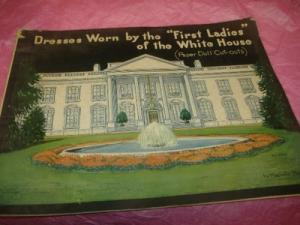 Dresses Worn by the "First Ladies"
of the White House
(Paper Doll Cut-outs)